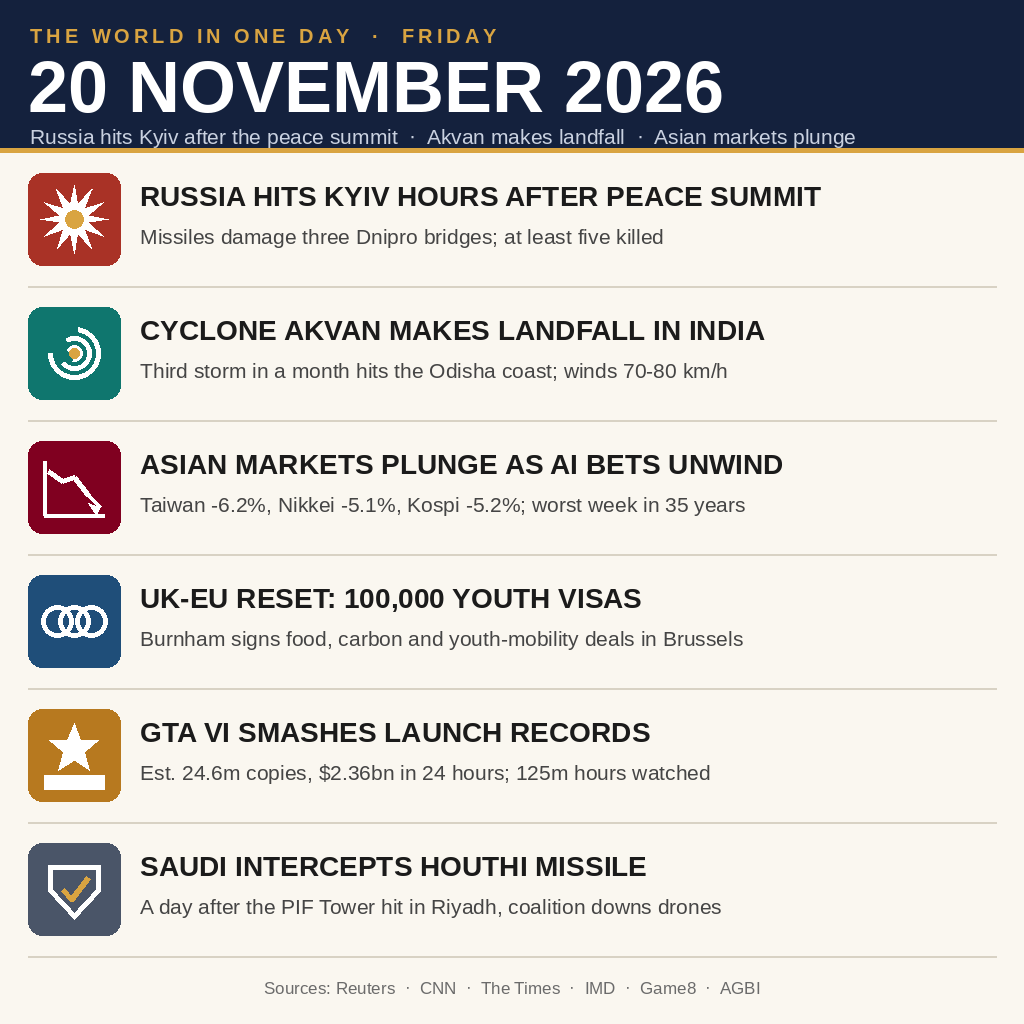 THE WORLD IN ONE DAY · FRIDAY
20 NOVEMBER 2026
Russia hits Kyiv after the peace summit · Akvan makes landfall · Asian markets plunge
RUSSIA HITS KYIV HOURS AFTER PEACE SUMMIT
Missiles damage three Dnipro bridges; at least five killed
CYCLONE AKVAN MAKES LANDFALL IN INDIA
Third storm in a month hits the Odisha coast; winds 70-80 km/h
ASIAN MARKETS PLUNGE AS AI BETS UNWIND
Taiwan -6.2%, Nikkei -5.1%, Kospi -5.2%; worst week in 35 years
UK-EU RESET: 100,000 YOUTH VISAS
Burnham signs food, carbon and youth-mobility deals in Brussels
GTA VI SMASHES LAUNCH RECORDS
Est. 24.6m copies, $2.36bn in 24 hours; 125m hours watched
SAUDI INTERCEPTS HOUTHI MISSILE
A day after the PIF Tower hit in Riyadh, coalition downs drones
Sources: Reuters · CNN · The Times · IMD · Game8 · AGBI